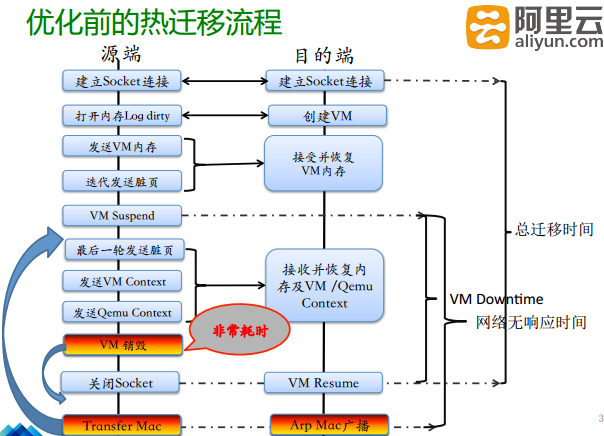 优化前的热迁移流程
阿里云
aliyun.com
源端
目的端
建立Socket连接
建立Socket连接
打开内存Log dirty
创建VM
发送VM内存
迭代发送脏页
接受并恢复
VM内存
VM Suspend
总迁移时间
最后一轮发送脏页
发送VM Context
发送Qemu Context
接收并恢复内
存及VM /Qemu
Context
VM Downtime
网络无响应时间
非常耗时
VM 销毁
关闭Socket
VM Resume
Transfer Mac
Arp Mac广播
3